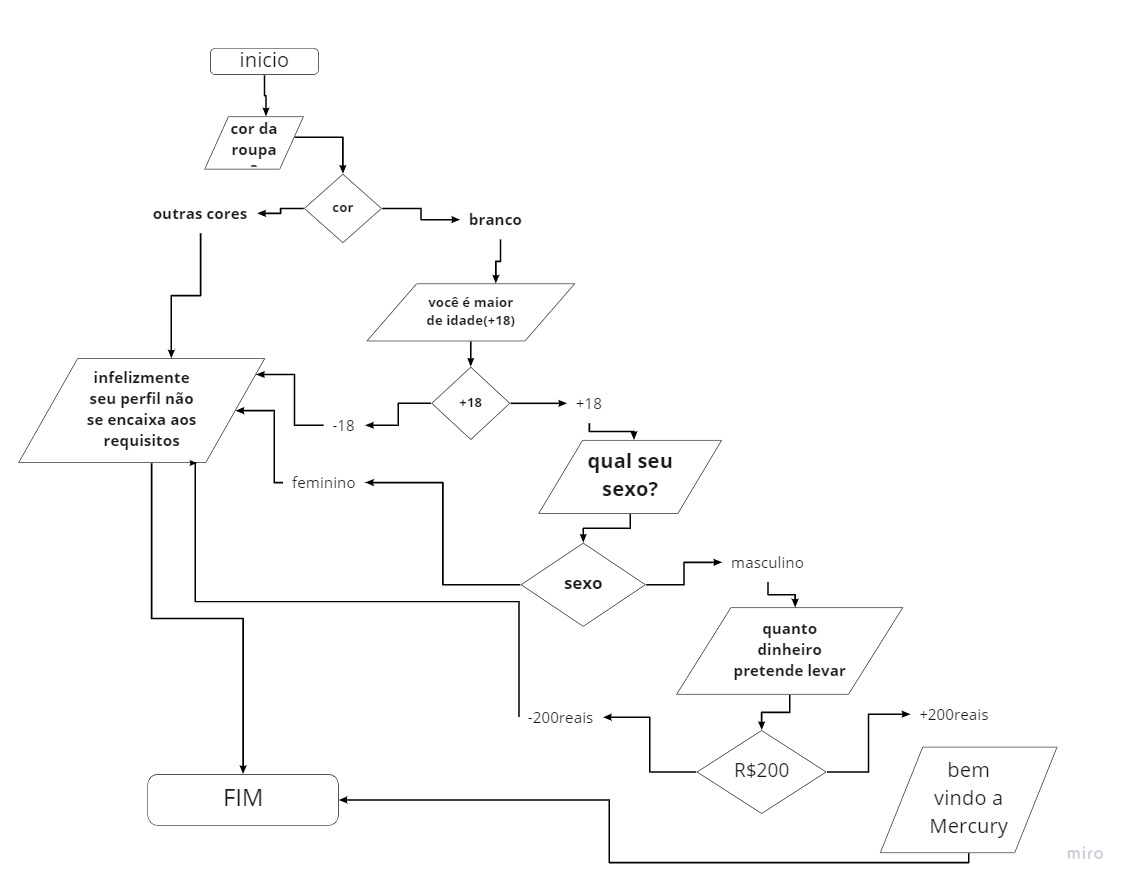 inicio
cor da
roupa
?
cor
outras cores
branco
você é maior
de idade(+18)
infelizmente
seu perfil não
se encaixa aos
requisitos
+18
-18
+18
qual seu
sexo?
feminino
sexo
masculino
quanto
dinheiro
pretende levar
-200reais
+200reais
R$200
bem
vindo a
Mercury
FIM
miro